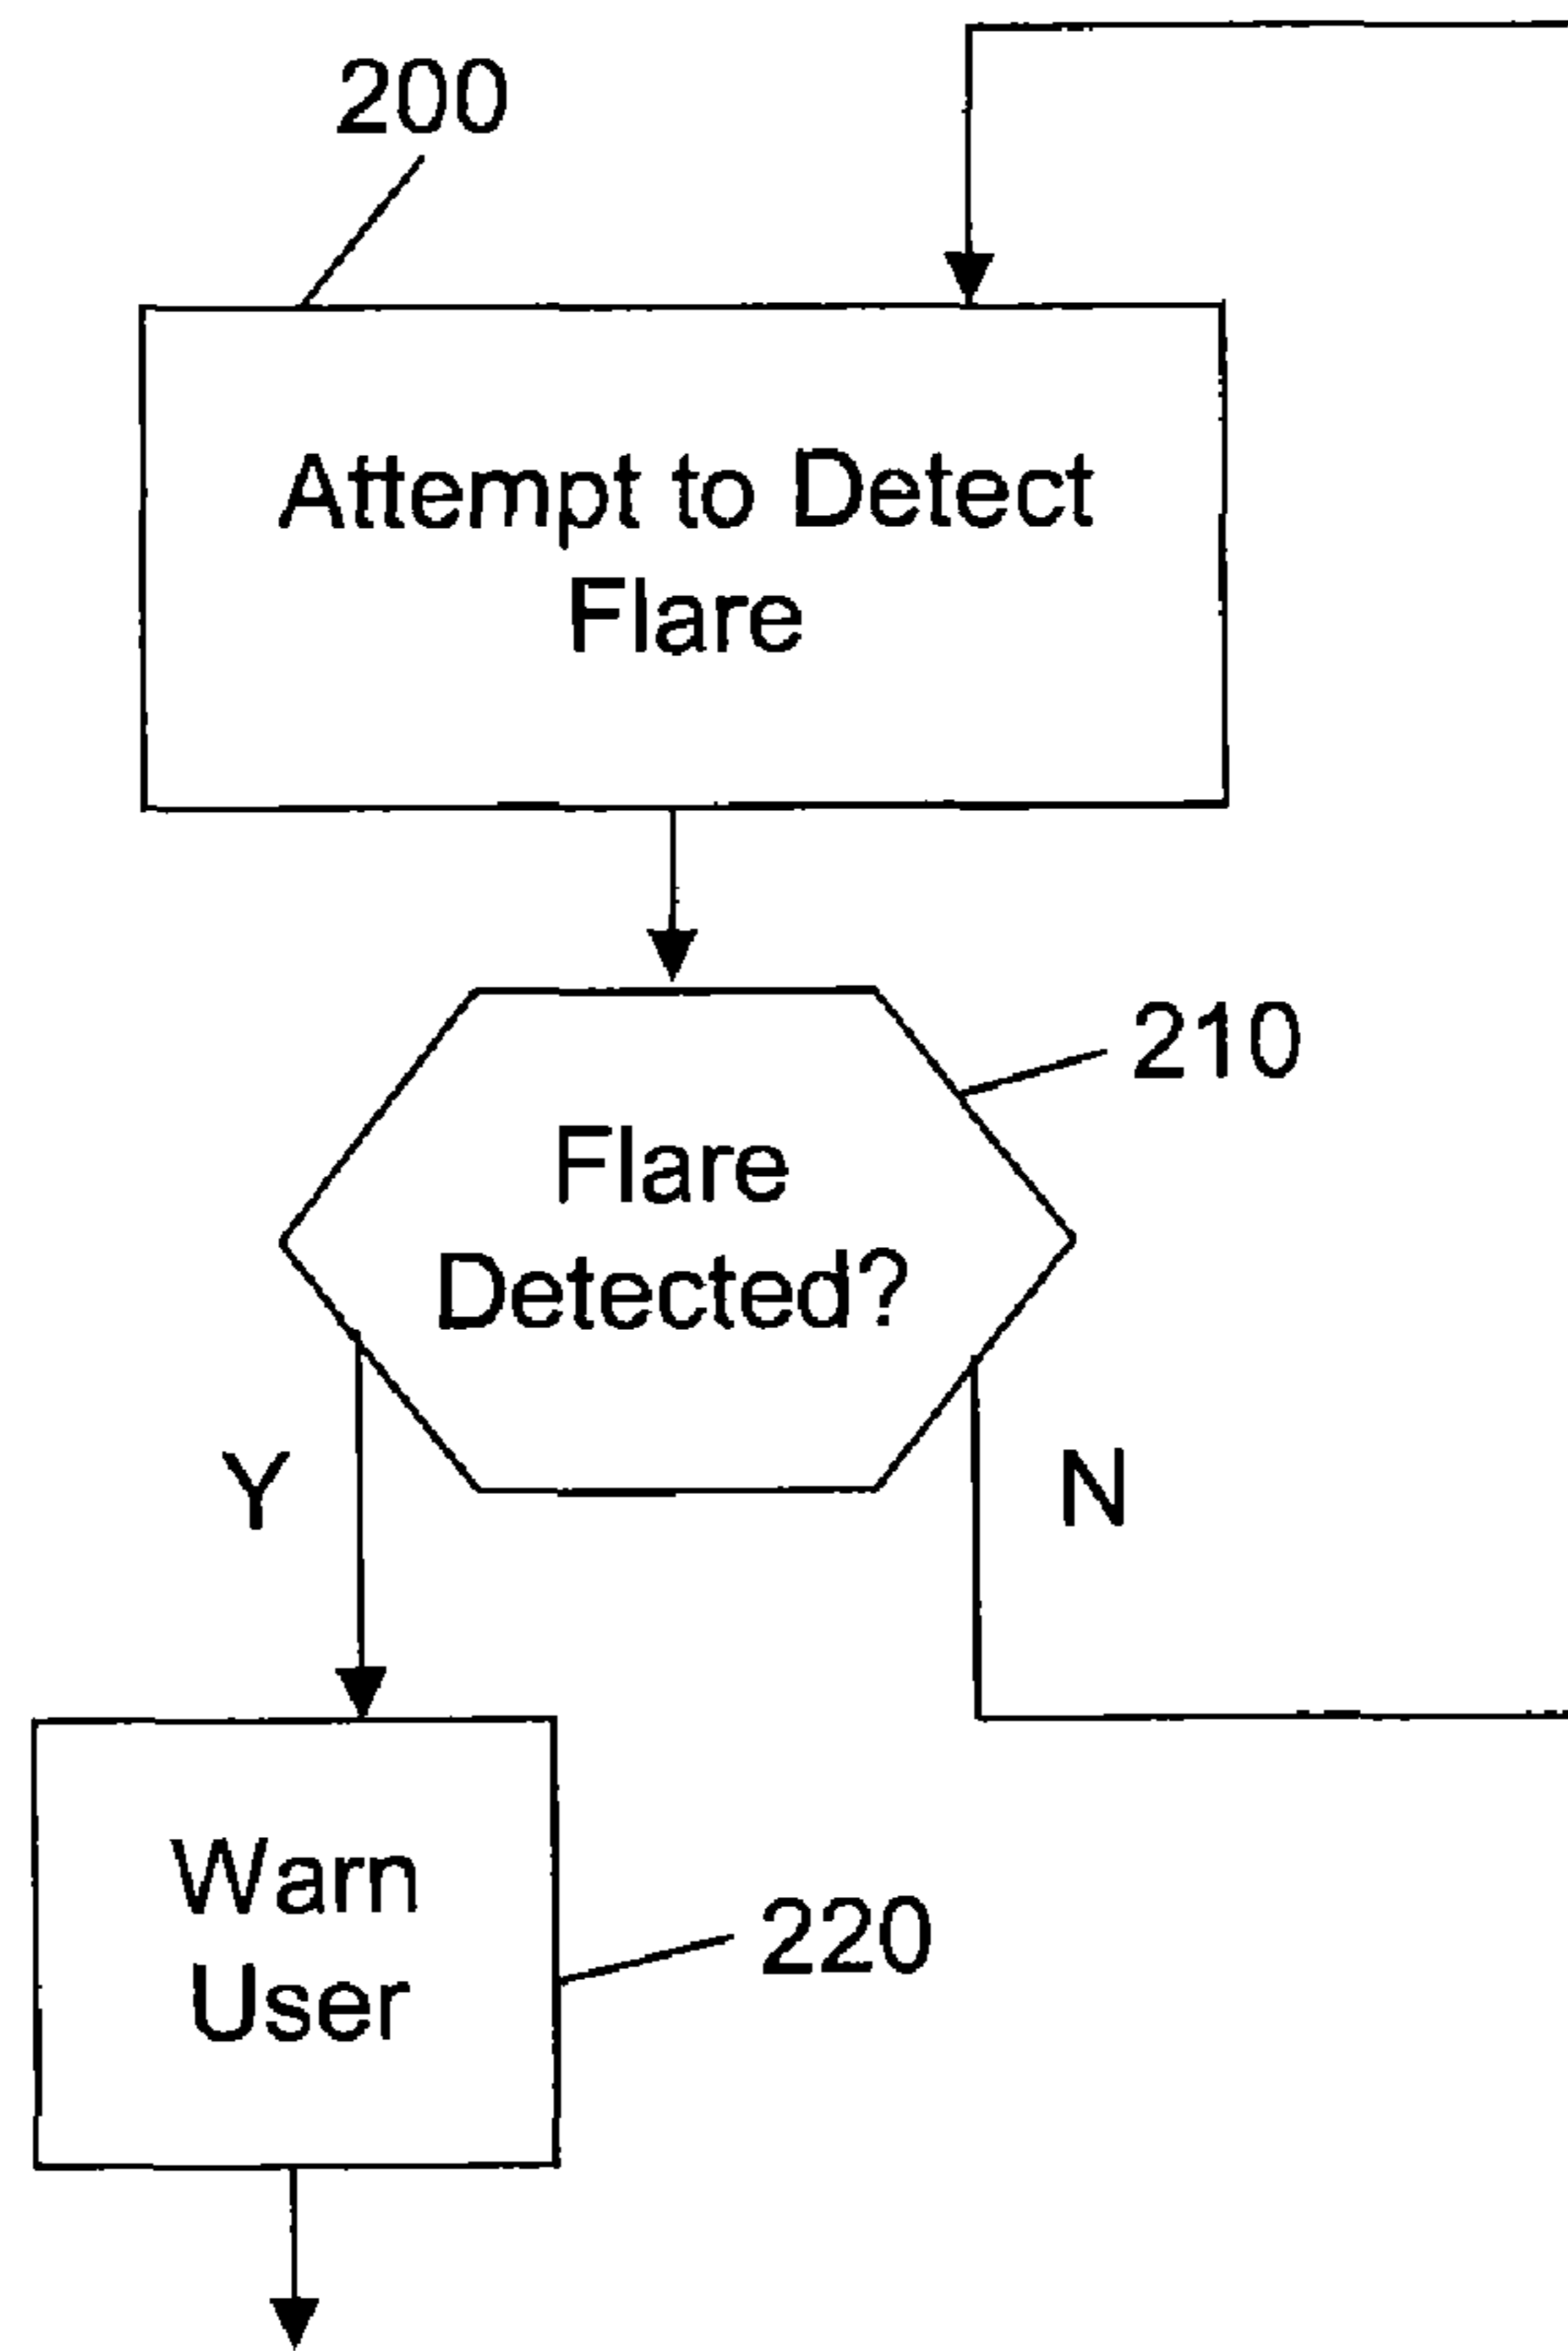 200
Attempt to Detect
Flare
210
Flare
Detected?
Y
N
Warn
User
220